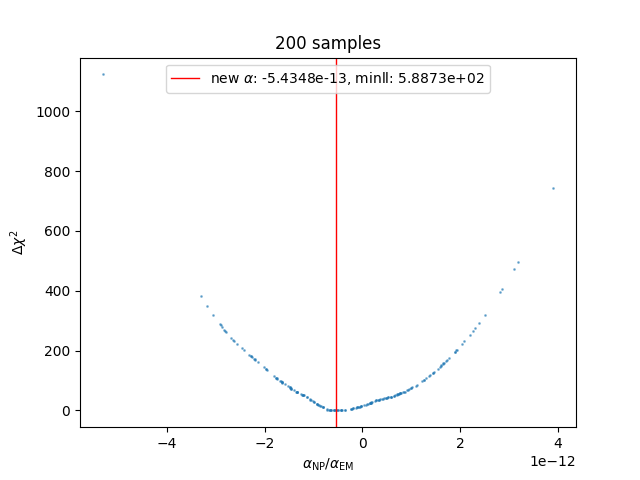 200 samples
new α: -5.4348e-13, minll: 5.8873e+02
Δχ²
1000
800
600
400
200
0
−4
−2
0
2
4
1e−12
α_NP/α_EM